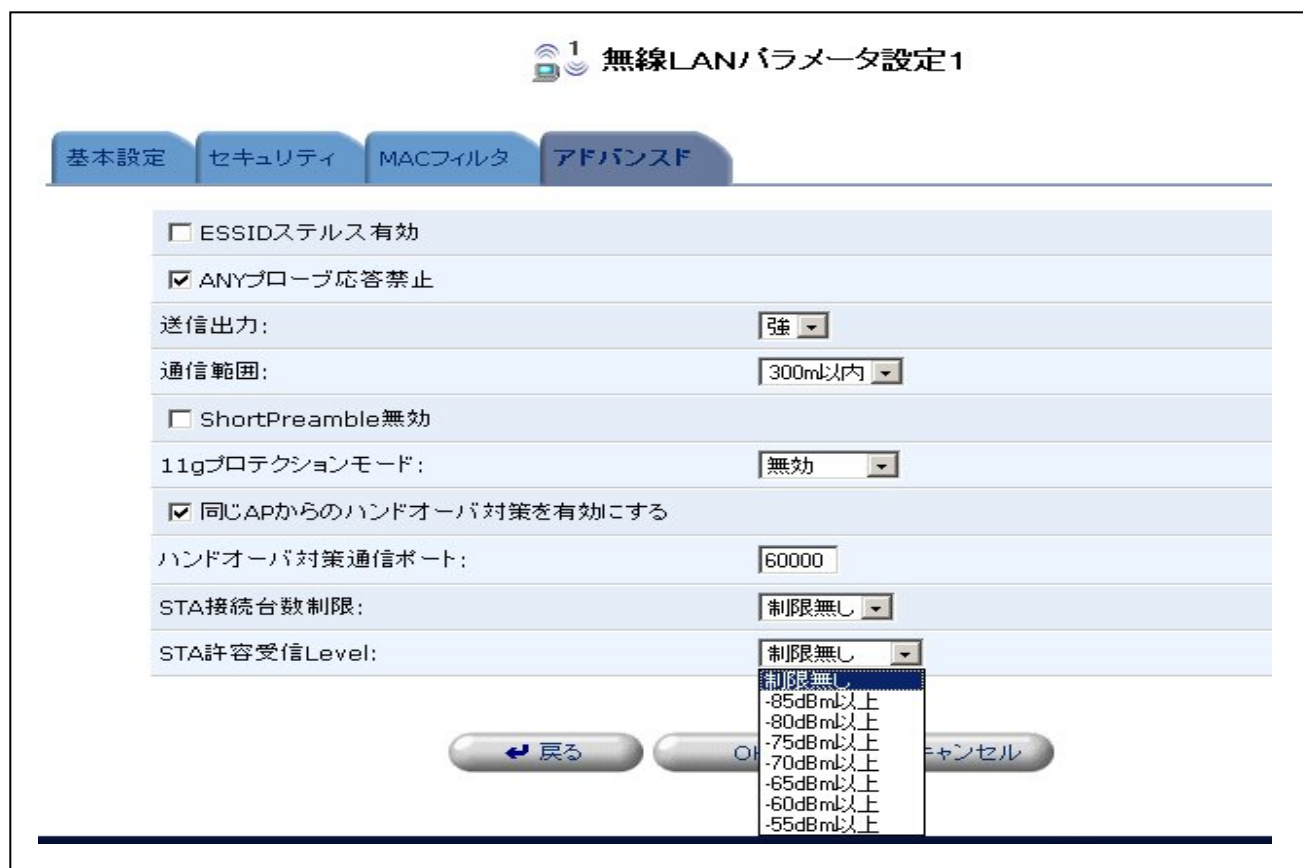 1 無線LANパラメータ設定1
基本設定 セキュリティ MACフィルタ アドバンスド
ESSIDステルス有効
ANYプローブ応答禁止
送信出力: 強
通信範囲: 300m以内
ShortPreamble無効
11gプロテクションモード: 無効
同じAPからのハンドオーバ対策を有効にする
ハンドオーバ対策通信ポート: 60000
STA接続台数制限: 制限無し
STA許容受信Level: 制限無し
制限無し
-85dBm以上
-80dBm以上
-75dBm以上
-70dBm以上
-65dBm以上
-60dBm以上
-55dBm以上
戻る キャンセル